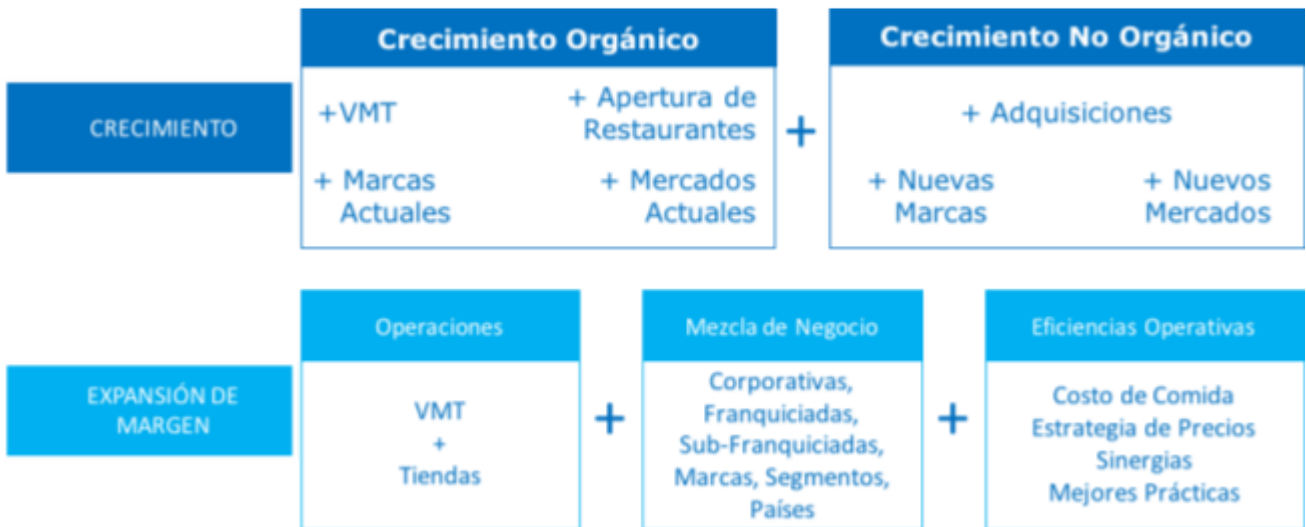 Crecimiento Orgánico
Crecimiento No Orgánico
CRECIMIENTO
+VMT
+ Apertura de
Restaurantes
+ Marcas
Actuales
+ Mercados
Actuales
+
+ Adquisiciones
+ Nuevas
Marcas
+ Nuevos
Mercados
EXPANSIÓN DE
MARGEN
Operaciones
VMT
+
Tiendas
+
Mezcla de Negocio
Corporativas,
Franquiciadas,
Sub-Franquiciadas,
Marcas, Segmentos,
Países
+
Eficiencias Operativas
Costo de Comida
Estrategia de Precios
Sinergias
Mejores Prácticas